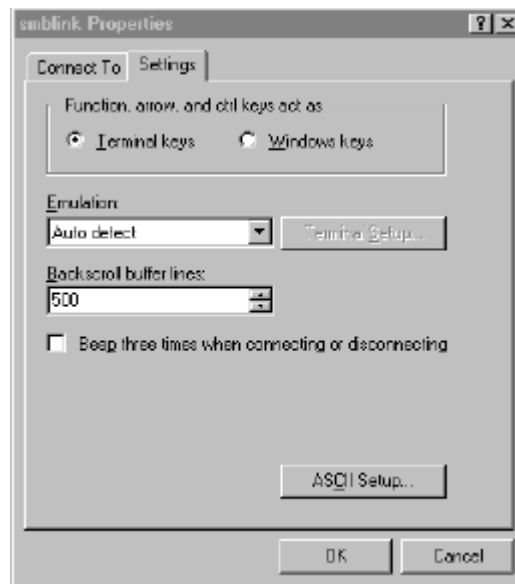 smblink Properties
Connect To Settings
Function, arrow, and ctrl keys act as
Terminal keys Windows keys
Emulation:
Auto detect Terminal Setup...
Backscroll buffer lines:
500
Beep three times when connecting or disconnecting
ASCII Setup...
OK Cancel